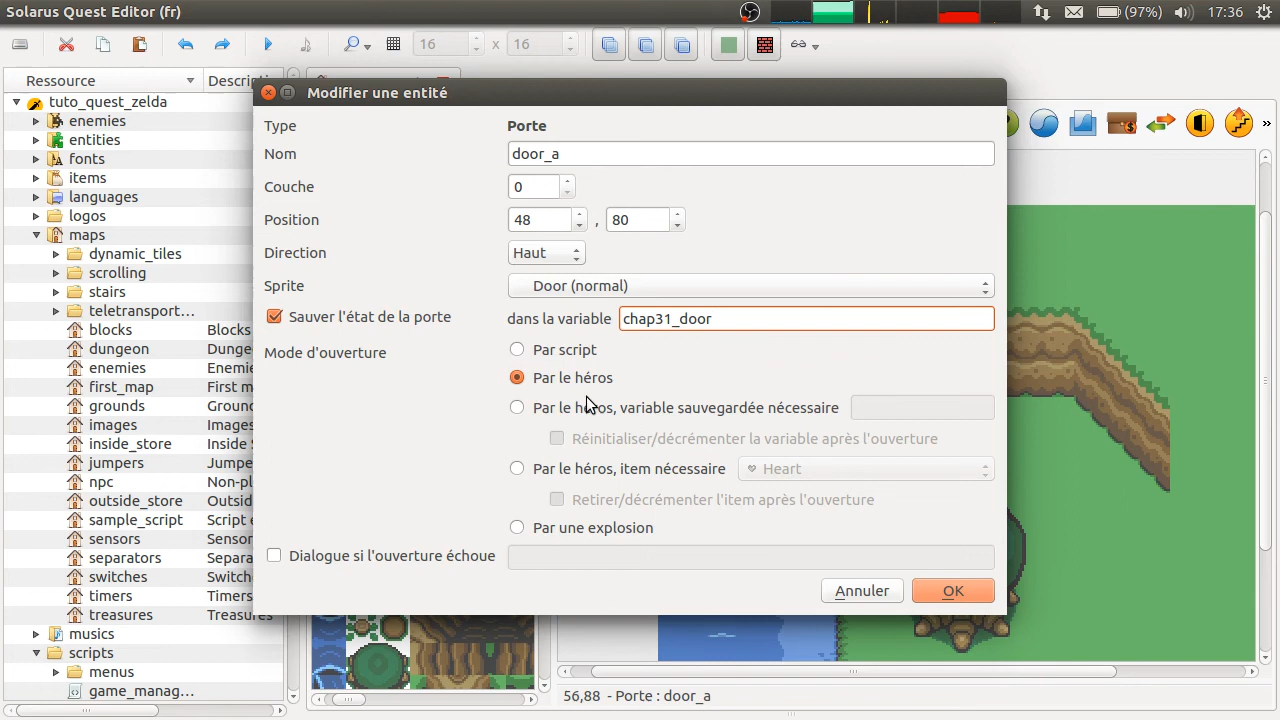 Solarus Quest Editor (fr)
(97%)
17:36
16 x 16
Ressource
tuto_quest_zelda
enemies
entities
fonts
items
languages
logos
maps
dynamic_tiles
scrolling
stairs
teletransport...
blocks Blocks
dungeon Dungeon
enemies Enemies
first_map First m
grounds Ground
images Images
inside_store Inside s
jumpers Jumpers
npc Non-pl
outside_store Outside
sample_script Script e
sensors Sensor
separators Separa
switches Switch
timers Timers
treasures Treasures
musics
scripts
menus
game_manag...
Modifier une entité
Type Porte
Nom door_a
Couche 0
Position 48 , 80
Direction Haut
Sprite Door (normal)
Sauver l'état de la porte dans la variable chap31_door
Mode d'ouverture Par script
Par le héros
Par le héros, variable sauvegardée nécessaire
Réinitialiser/décrémenter la variable après l'ouverture
Par le héros, item nécessaire Heart
Retirer/décrémenter l'item après l'ouverture
Par une explosion
Dialogue si l'ouverture échoue
Annuler OK
56,88 - Porte : door_a